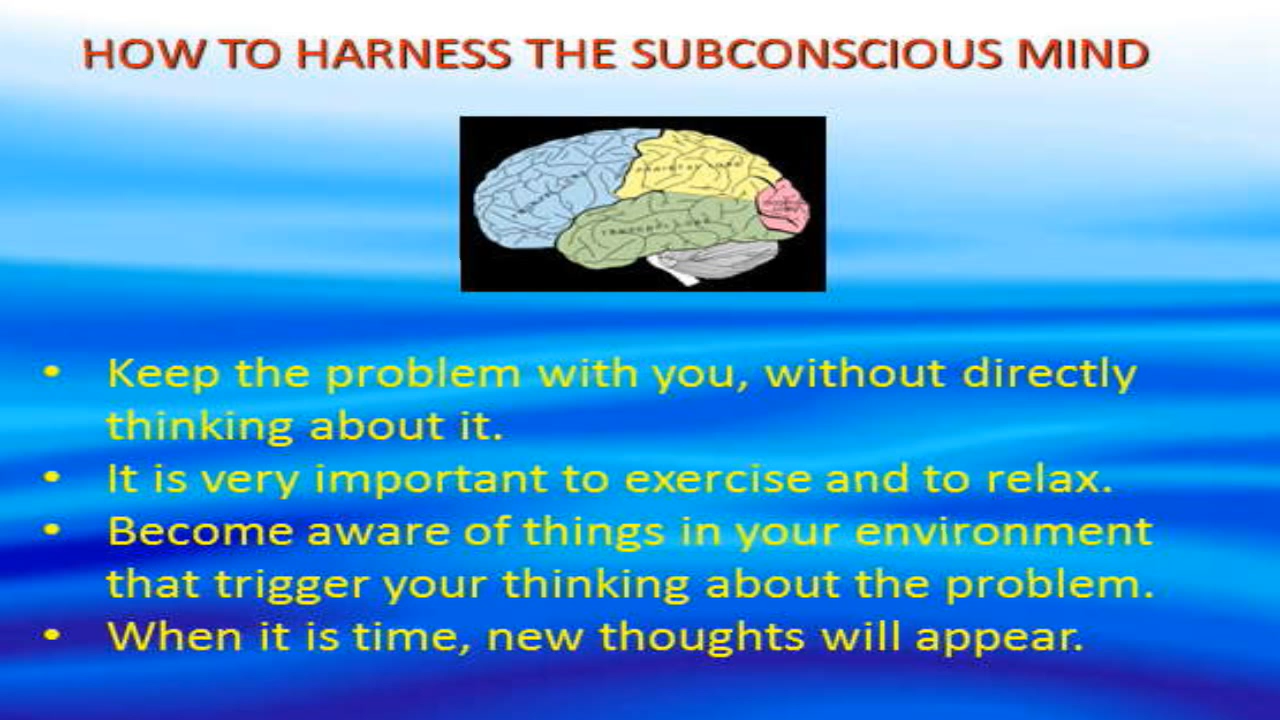 HOW TO HARNESS THE SUBCONSCIOUS MIND
• Keep the problem with you, without directly
thinking about it.
• It is very important to exercise and to relax.
• Become aware of things in your environment
that trigger your thinking about the problem.
• When it is time, new thoughts will appear.